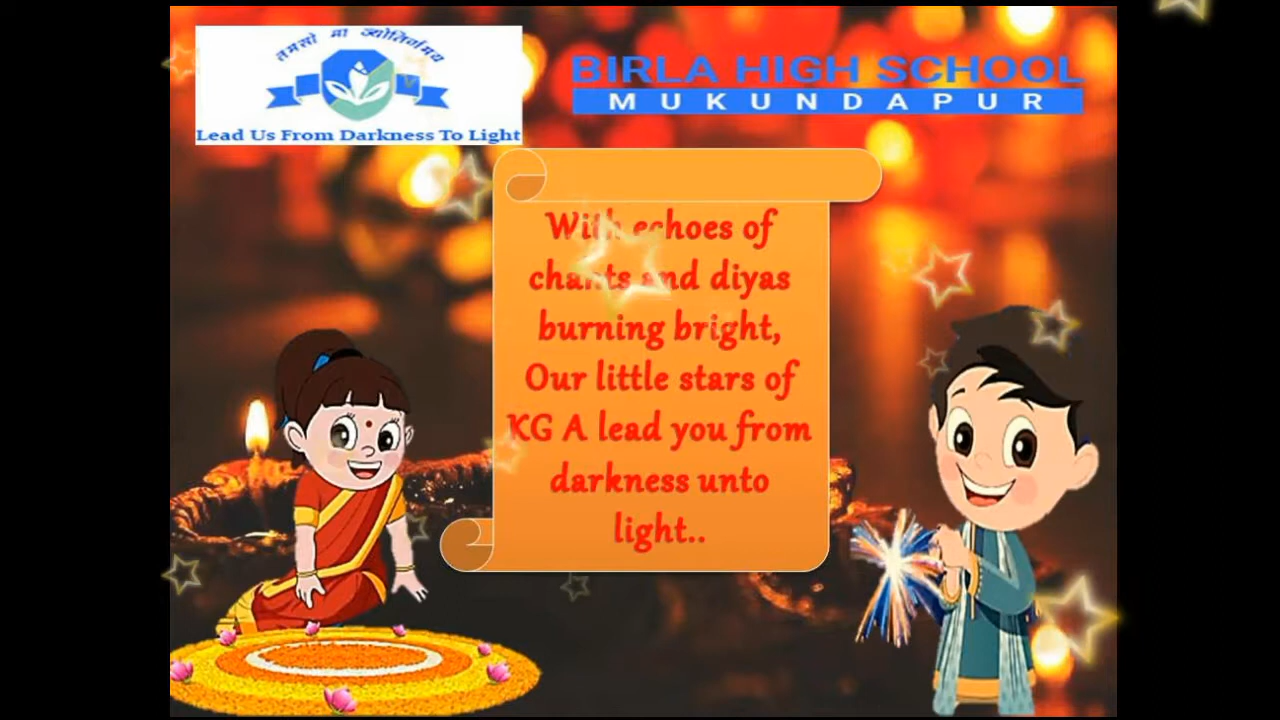 तमसो मा ज्योतिर्गमय
Lead Us From Darkness To Light
BIRLA HIGH SCHOOL
MUKUNDAPUR
With echoes of
chants and diyas
burning bright,
Our little stars of
KG A lead you from
darkness unto
light..